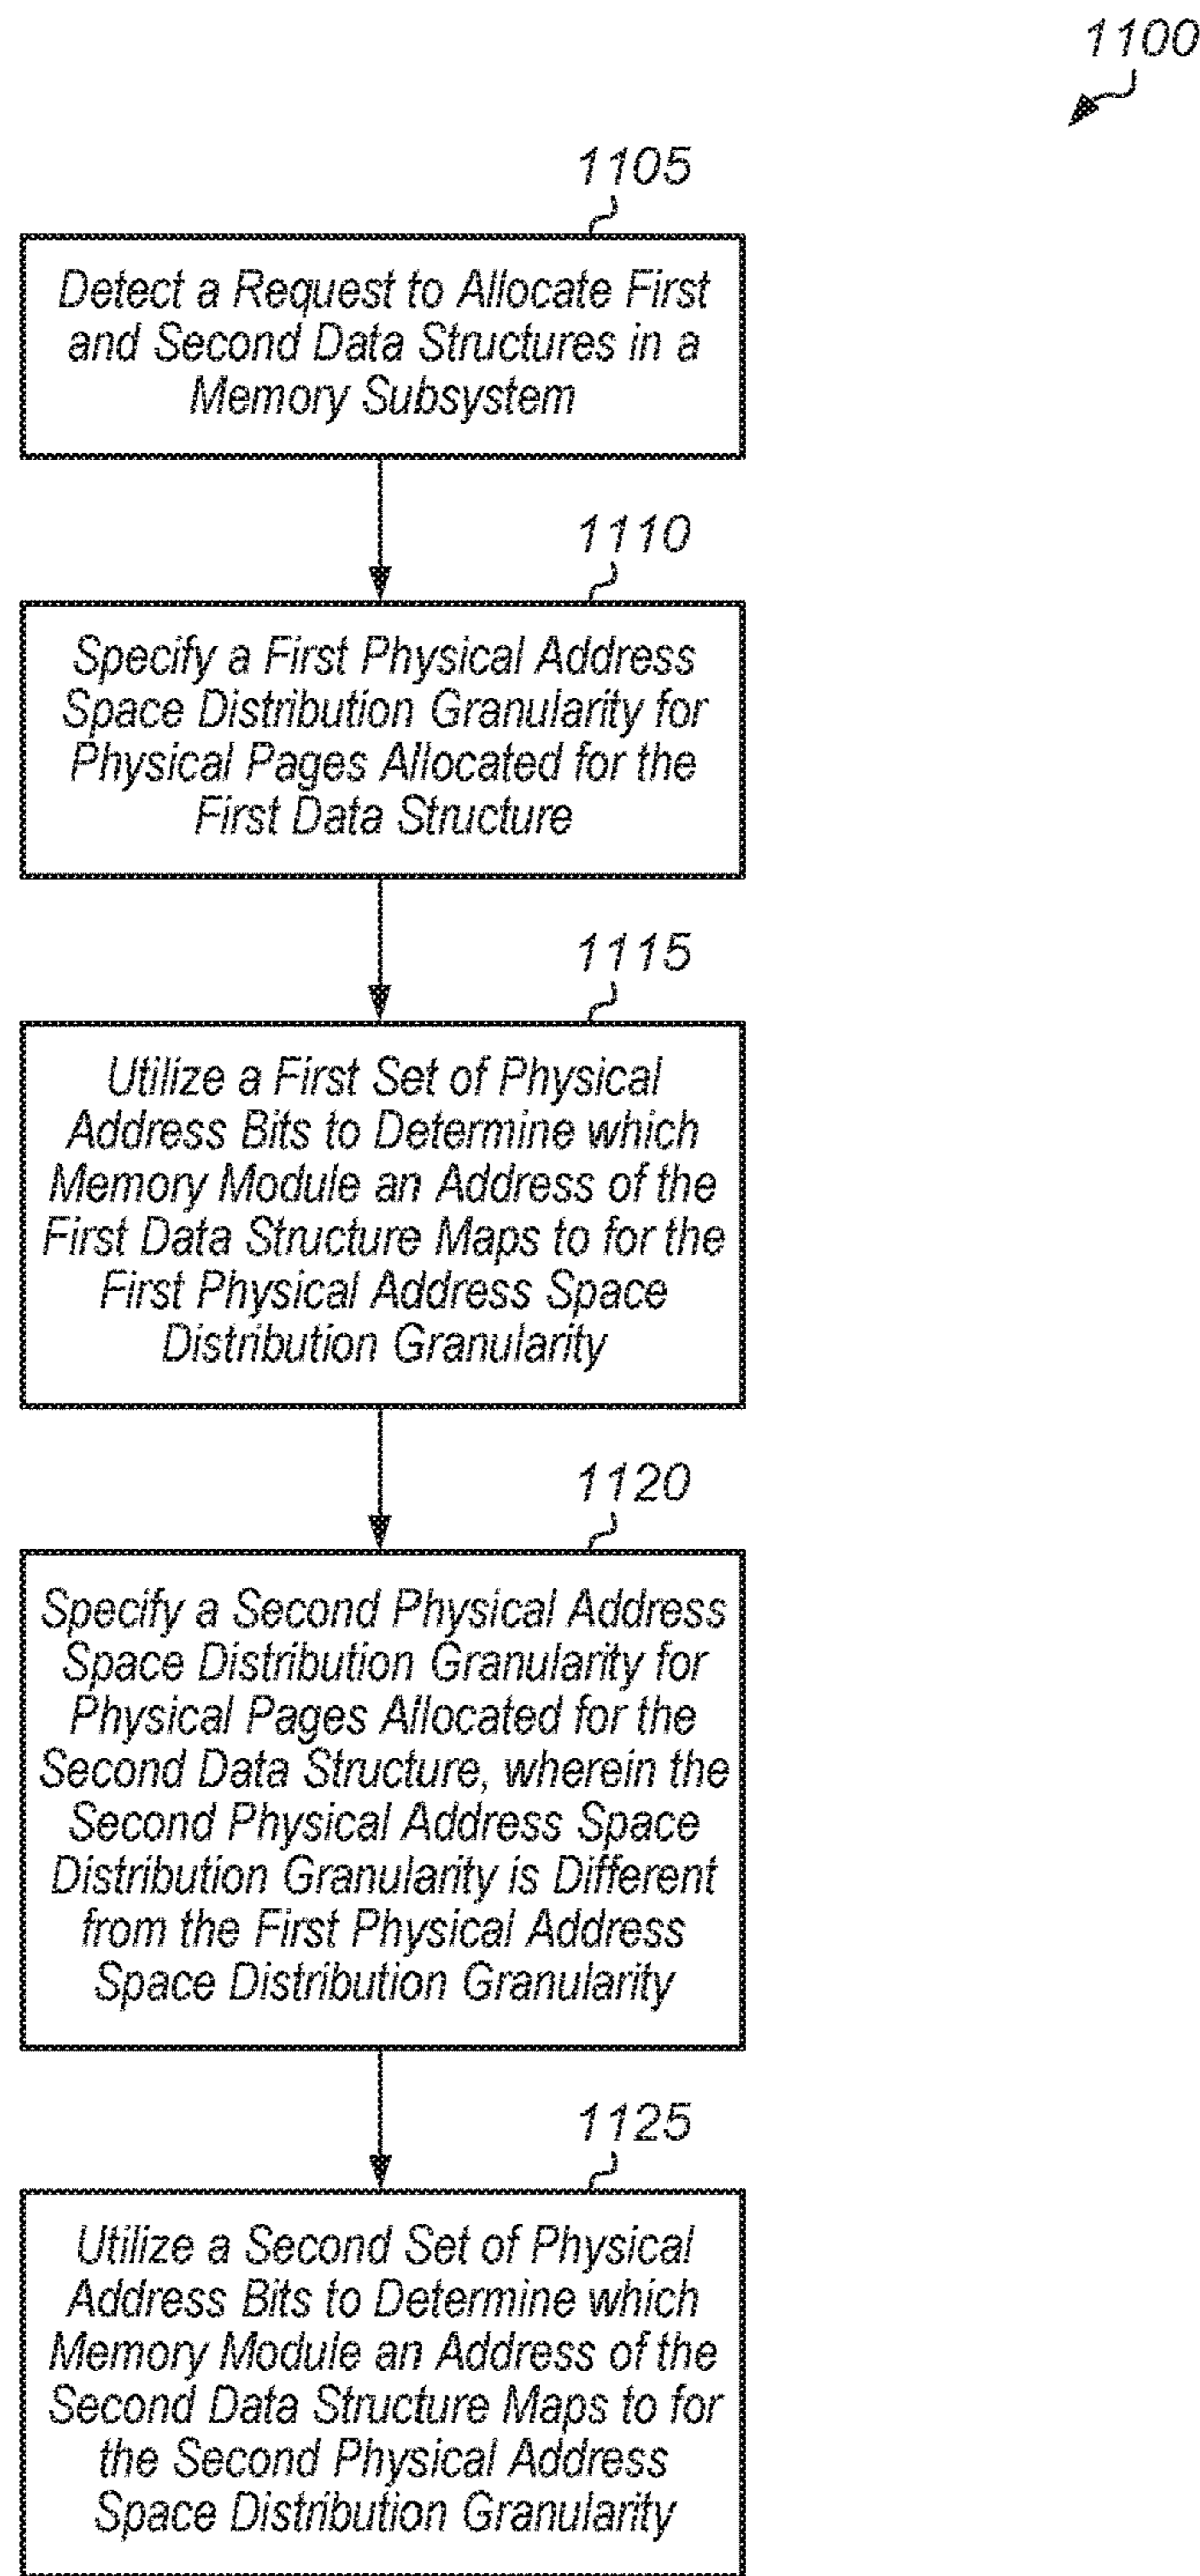 1100
1105
Detect a Request to Allocate First
and Second Data Structures in a
Memory Subsystem
1110
Specify a First Physical Address
Space Distribution Granularity for
Physical Pages Allocated for the
First Data Structure
1115
Utilize a First Set of Physical
Address Bits to Determine which
Memory Module an Address of the
First Data Structure Maps to for the
First Physical Address Space
Distribution Granularity
1120
Specify a Second Physical Address
Space Distribution Granularity for
Physical Pages Allocated for the
Second Data Structure, wherein the
Second Physical Address Space
Distribution Granularity is Different
from the First Physical Address
Space Distribution Granularity
1125
Utilize a Second Set of Physical
Address Bits to Determine which
Memory Module an Address of the
Second Data Structure Maps to for
the Second Physical Address
Space Distribution Granularity